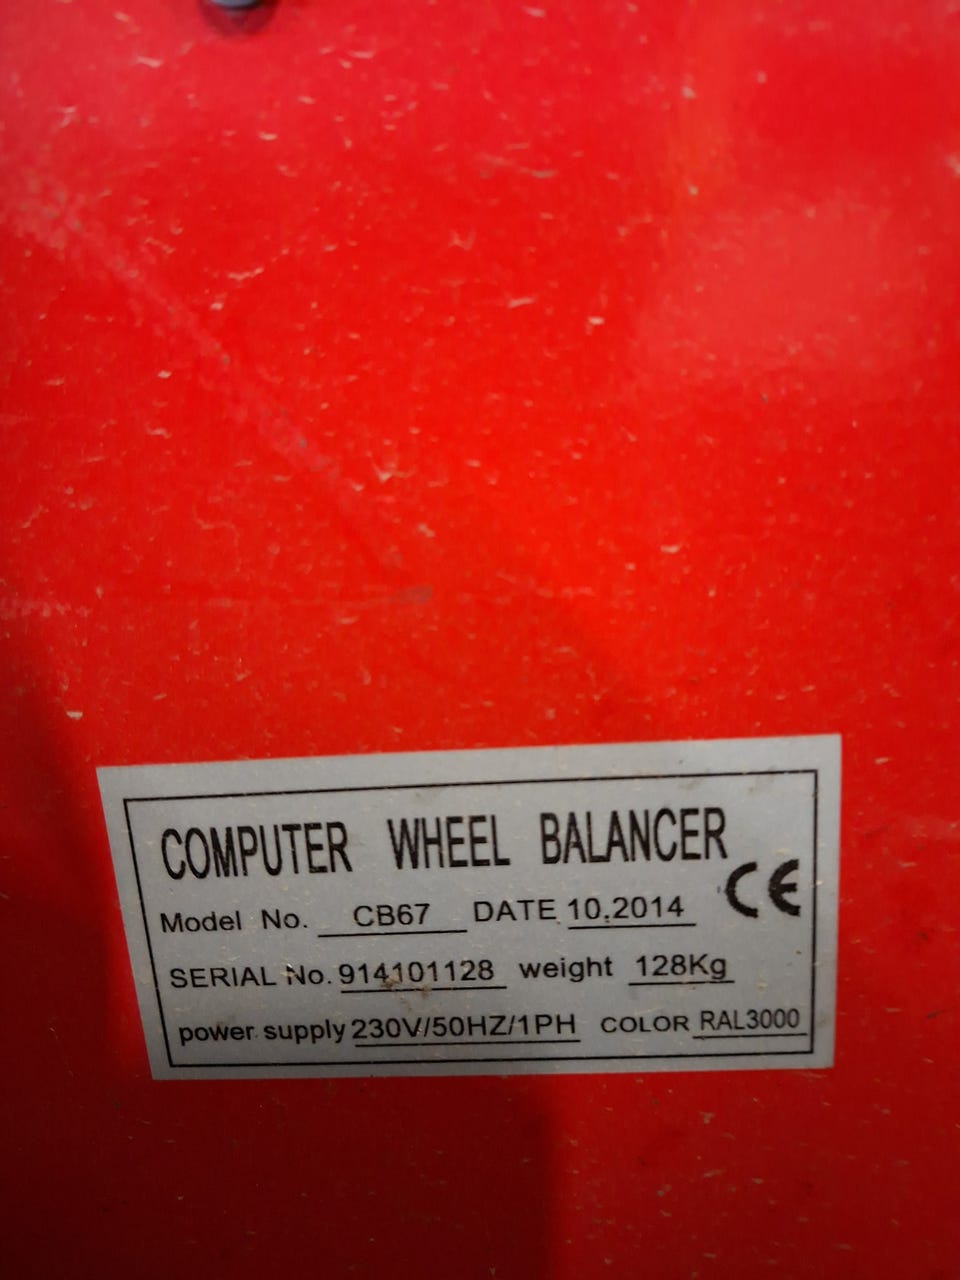 COMPUTER WHEEL BALANCER
CE
Model No. CB67 DATE 10.2014
SERIAL No. 914101128 weight 128Kg
power supply 230V/50HZ/1PH COLOR RAL3000